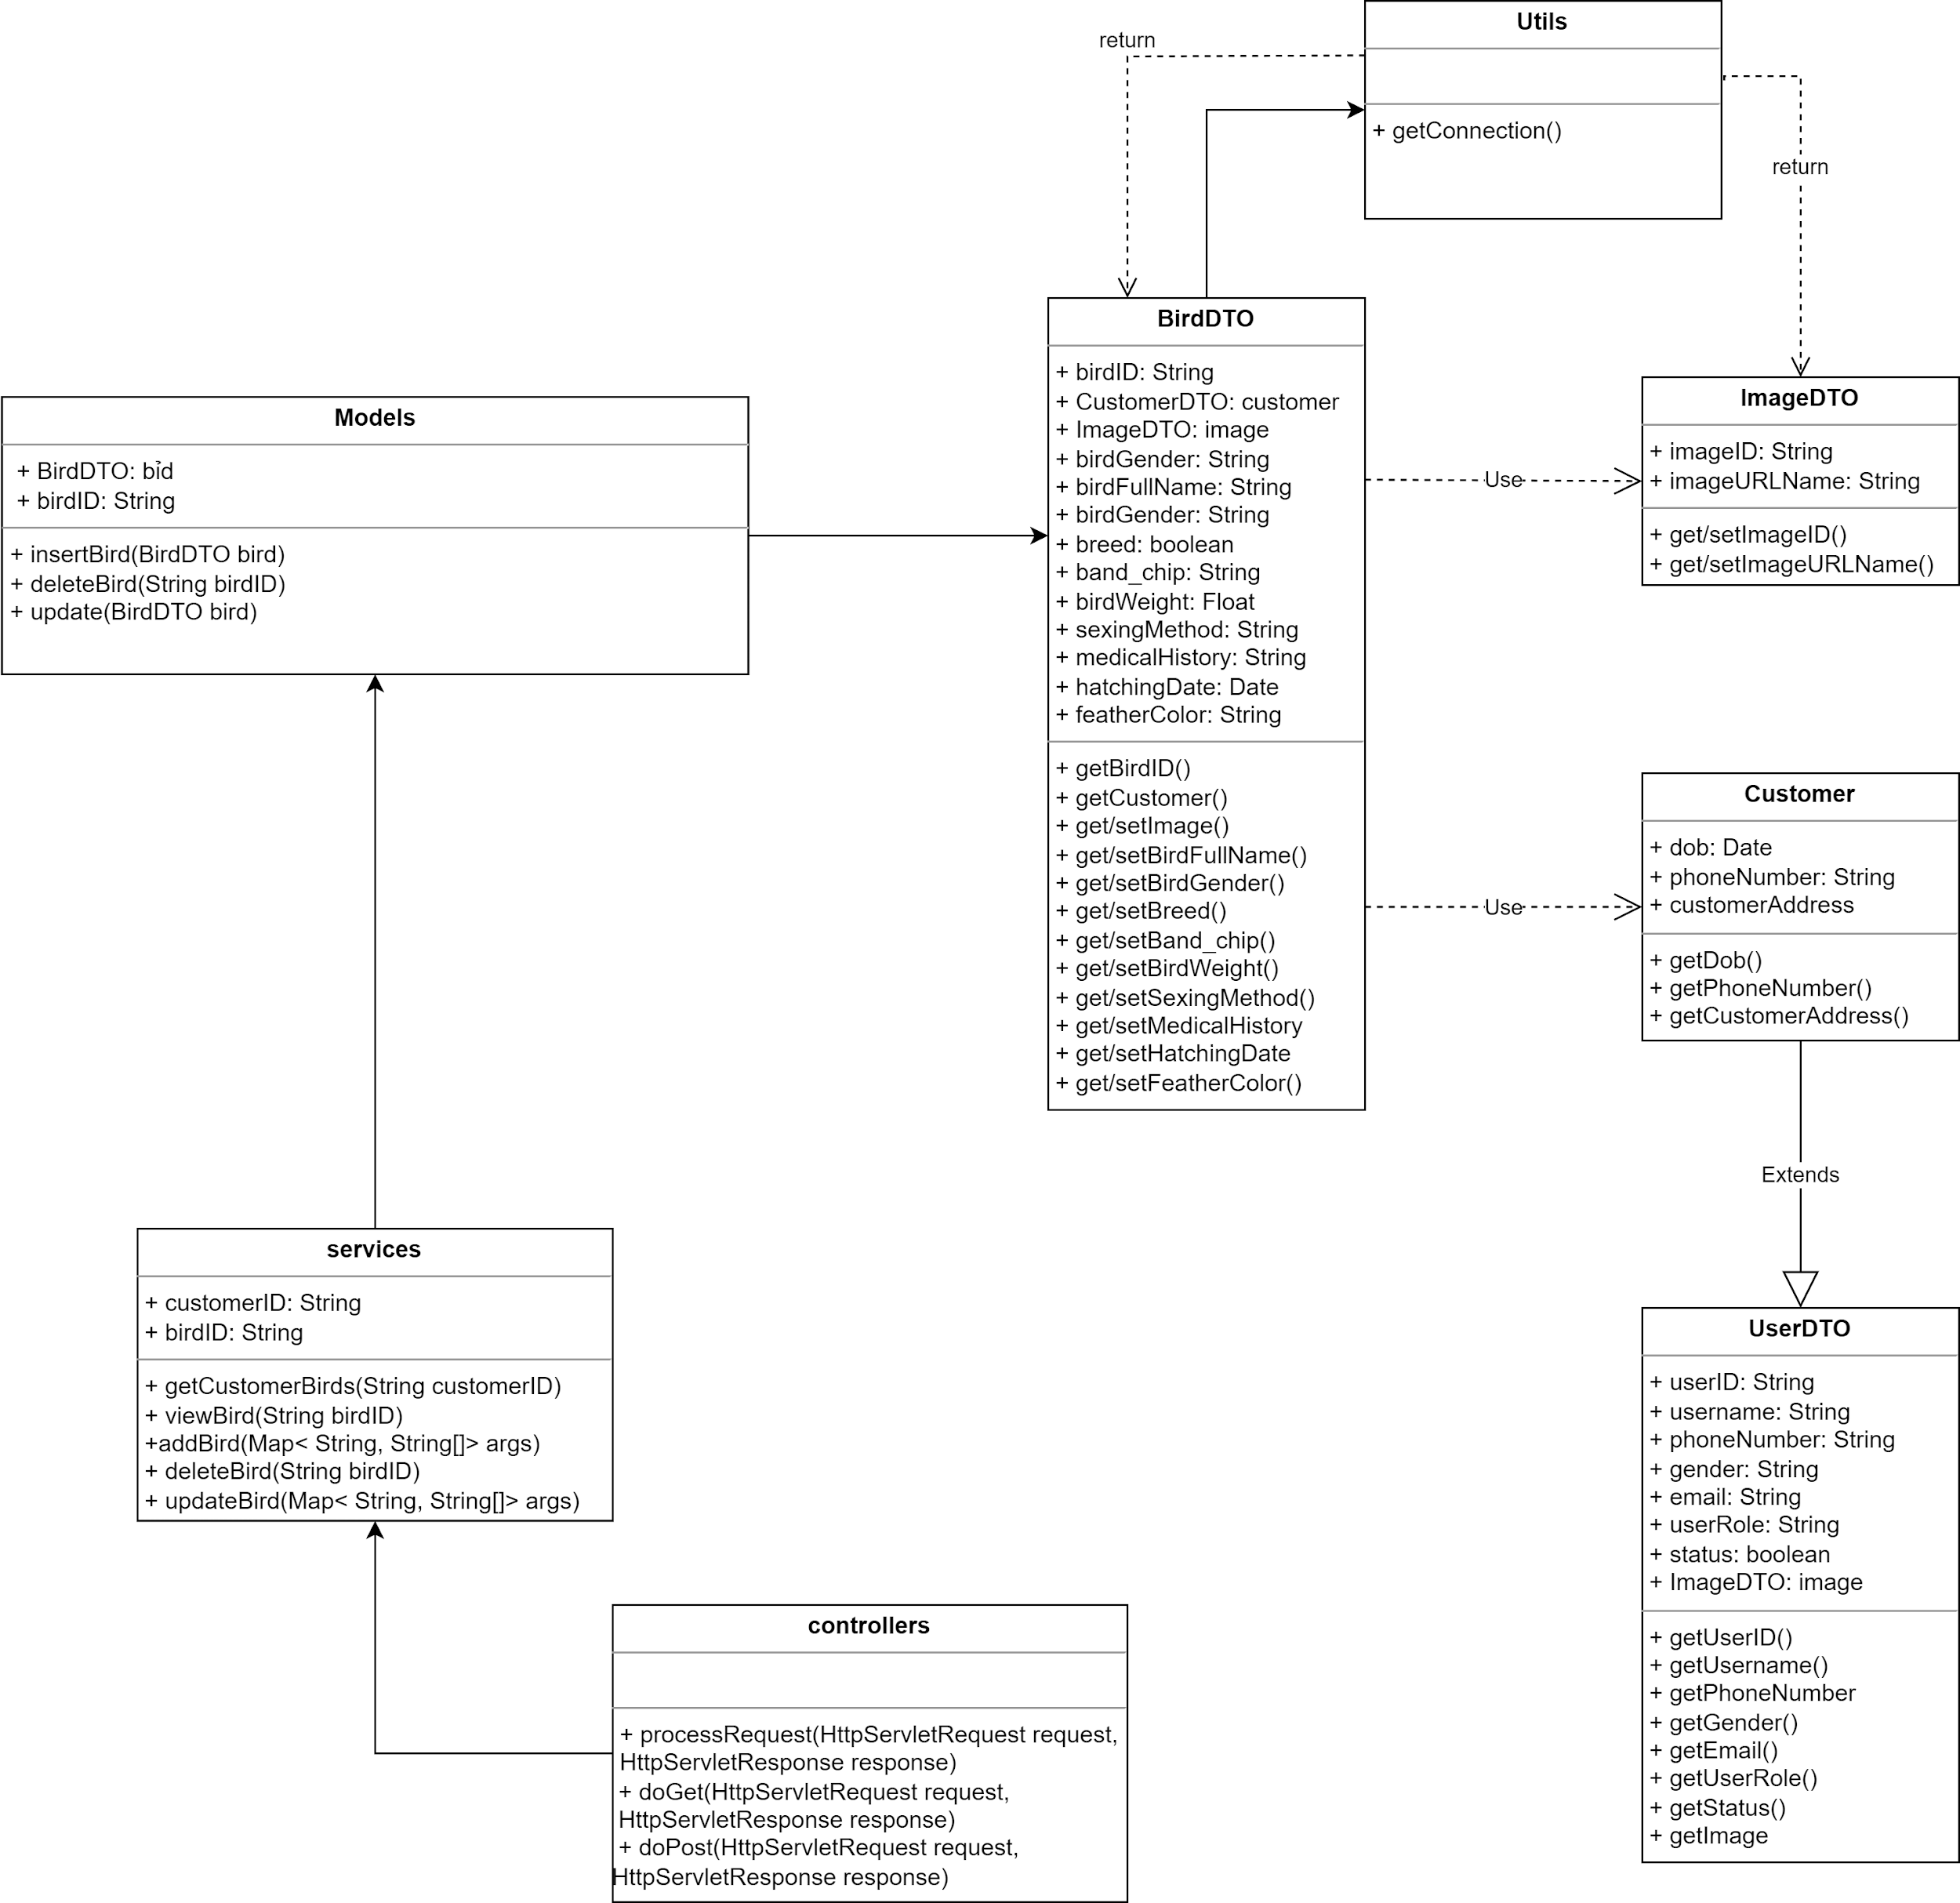 Utils
+ getConnection()
return
return
BirdDTO
+ birdID: String
+ CustomerDTO: customer
+ ImageDTO: image
+ birdGender: String
+ birdFullName: String
+ birdGender: String
+ breed: boolean
+ band_chip: String
+ birdWeight: Float
+ sexingMethod: String
+ medicalHistory: String
+ hatchingDate: Date
+ featherColor: String
+ getBirdID()
+ getCustomer()
+ get/setImage()
+ get/setBirdFullName()
+ get/setBirdGender()
+ get/setBreed()
+ get/setBand_chip()
+ get/setBirdWeight()
+ get/setSexingMethod()
+ get/setMedicalHistory
+ get/setHatchingDate
+ get/setFeatherColor()
Models
+ BirdDTO: bỉd
+ birdID: String
+ insertBird(BirdDTO bird)
+ deleteBird(String birdID)
+ update(BirdDTO bird)
Use
ImageDTO
+ imageID: String
+ imageURLName: String
+ get/setImageID()
+ get/setImageURLName()
Use
Customer
+ dob: Date
+ phoneNumber: String
+ customerAddress
+ getDob()
+ getPhoneNumber()
+ getCustomerAddress()
Extends
UserDTO
+ userID: String
+ username: String
+ phoneNumber: String
+ gender: String
+ email: String
+ userRole: String
+ status: boolean
+ ImageDTO: image
+ getUserID()
+ getUsername()
+ getPhoneNumber
+ getGender()
+ getEmail()
+ getUserRole()
+ getStatus()
+ getImage
services
+ customerID: String
+ birdID: String
+ getCustomerBirds(String customerID)
+ viewBird(String birdID)
+addBird(Map< String, String[]> args)
+ deleteBird(String birdID)
+ updateBird(Map< String, String[]> args)
controllers
+ processRequest(HttpServletRequest request,
HttpServletResponse response)
+ doGet(HttpServletRequest request,
HttpServletResponse response)
+ doPost(HttpServletRequest request,
HttpServletResponse response)